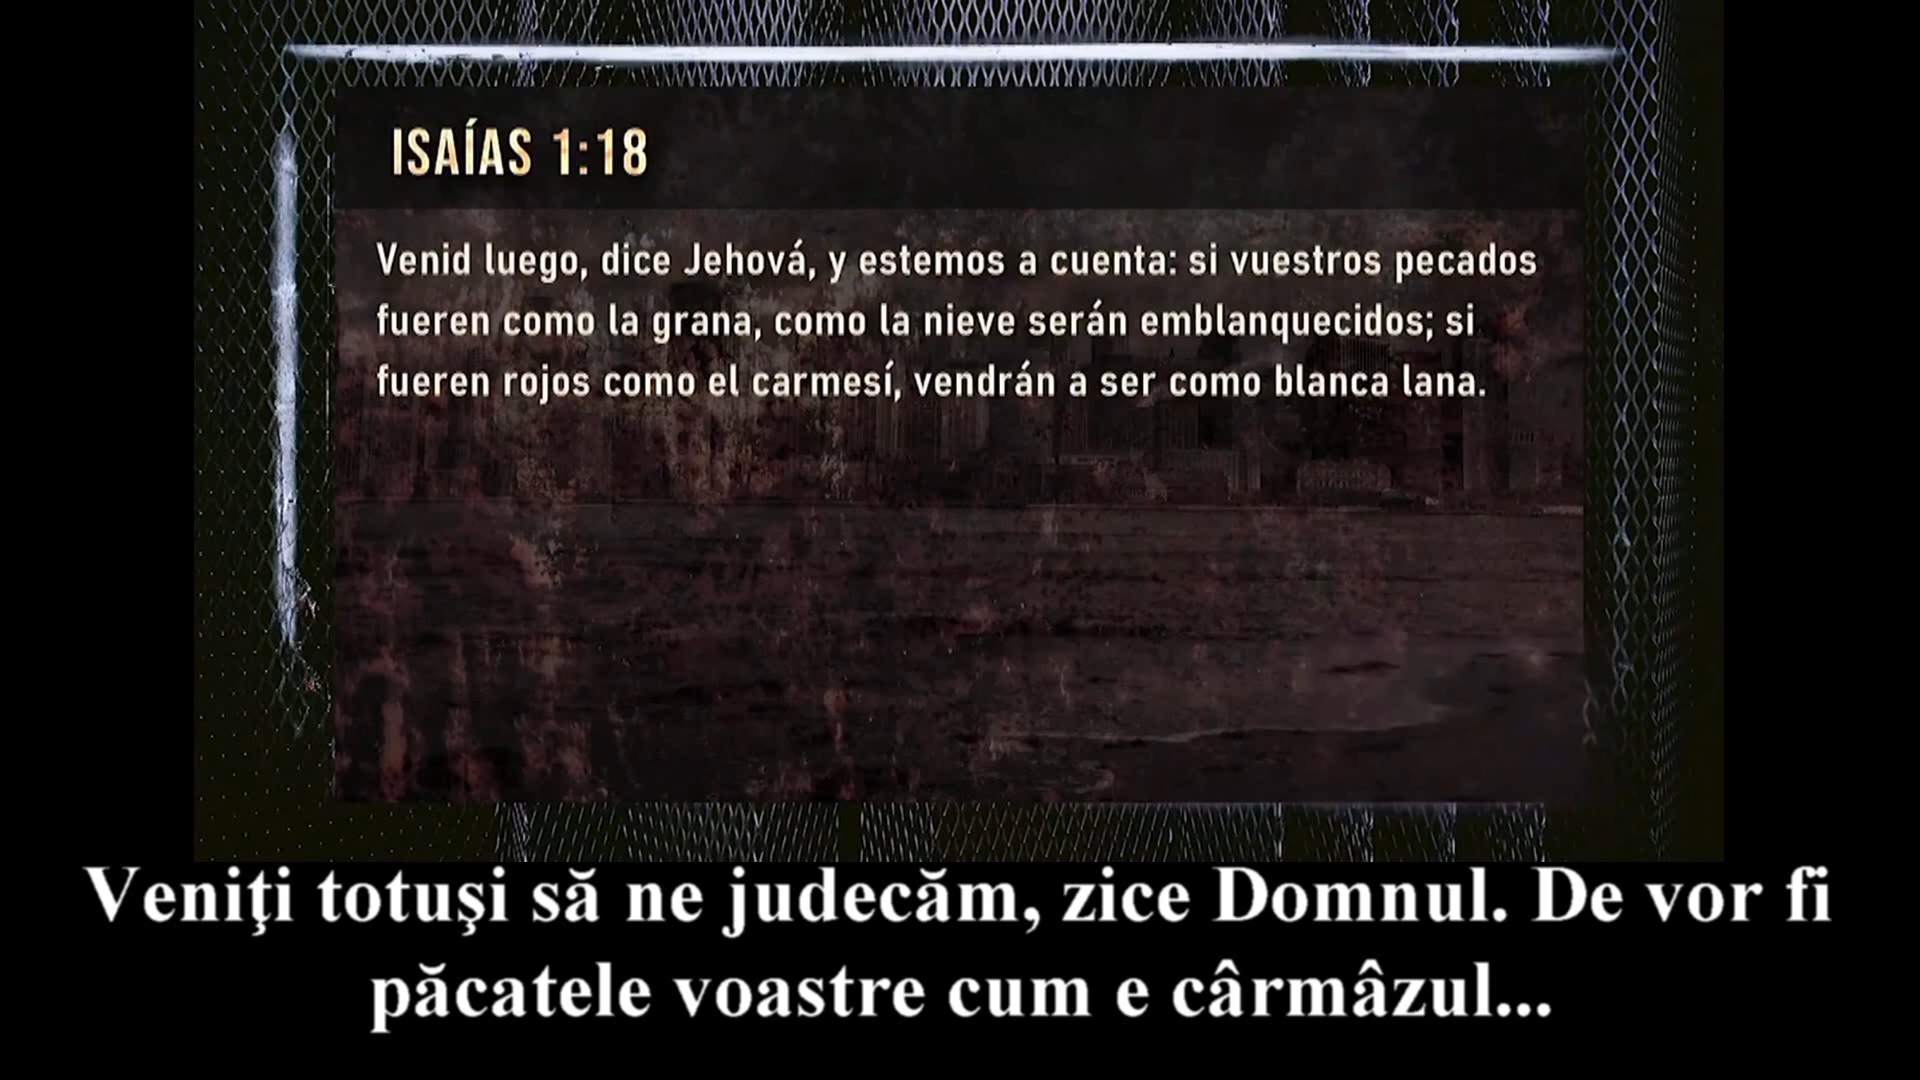 ISAÍAS 1:18
Venid luego, dice Jehová, y estemos a cuenta: si vuestros pecados
fueren como la grana, como la nieve serán emblanquecidos; si
fueren rojos como el carmesí, vendrán a ser como blanca lana.
Veniţi totuşi să ne judecăm, zice Domnul. De vor fi
păcatele voastre cum e cârmâzul...